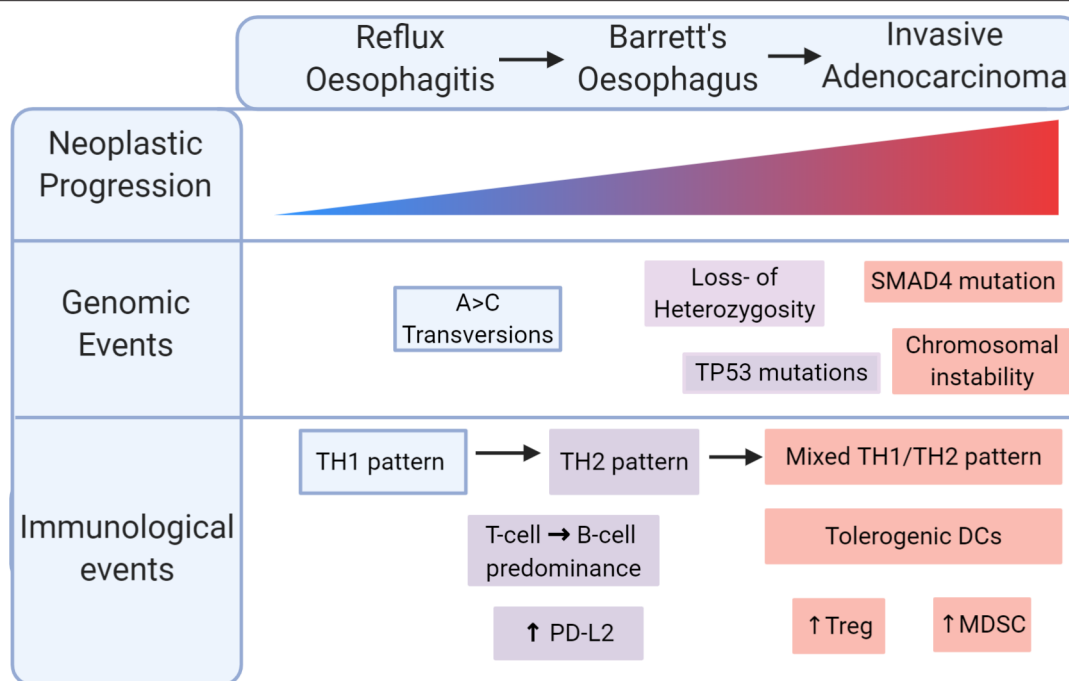 Reflux
Oesophagitis
Barrett's
Oesophagus
Invasive
Adenocarcinoma
Neoplastic
Progression
Genomic
Events
A>C
Transversions
Loss- of
Heterozygosity
TP53 mutations
SMAD4 mutation
Chromosomal
instability
Immunological
events
TH1 pattern
TH2 pattern
Mixed TH1/TH2 pattern
T-cell → B-cell
predominance
Tolerogenic DCs
↑ PD-L2
↑ Treg
↑ MDSC